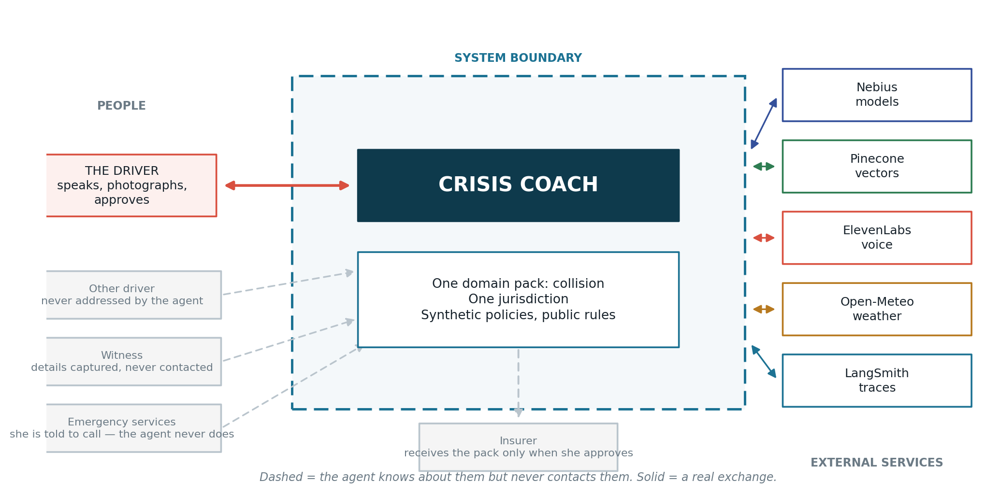 SYSTEM BOUNDARY
PEOPLE
THE DRIVER
speaks, photographs,
approves
Other driver
never addressed by the agent
Witness
details captured, never contacted
Emergency services
she is told to call — the agent never does
CRISIS COACH
One domain pack: collision
One jurisdiction
Synthetic policies, public rules
Insurer
receives the pack only when she approves
Nebius
models
Pinecone
vectors
ElevenLabs
voice
Open-Meteo
weather
LangSmith
traces
EXTERNAL SERVICES
Dashed = the agent knows about them but never contacts them. Solid = a real exchange.